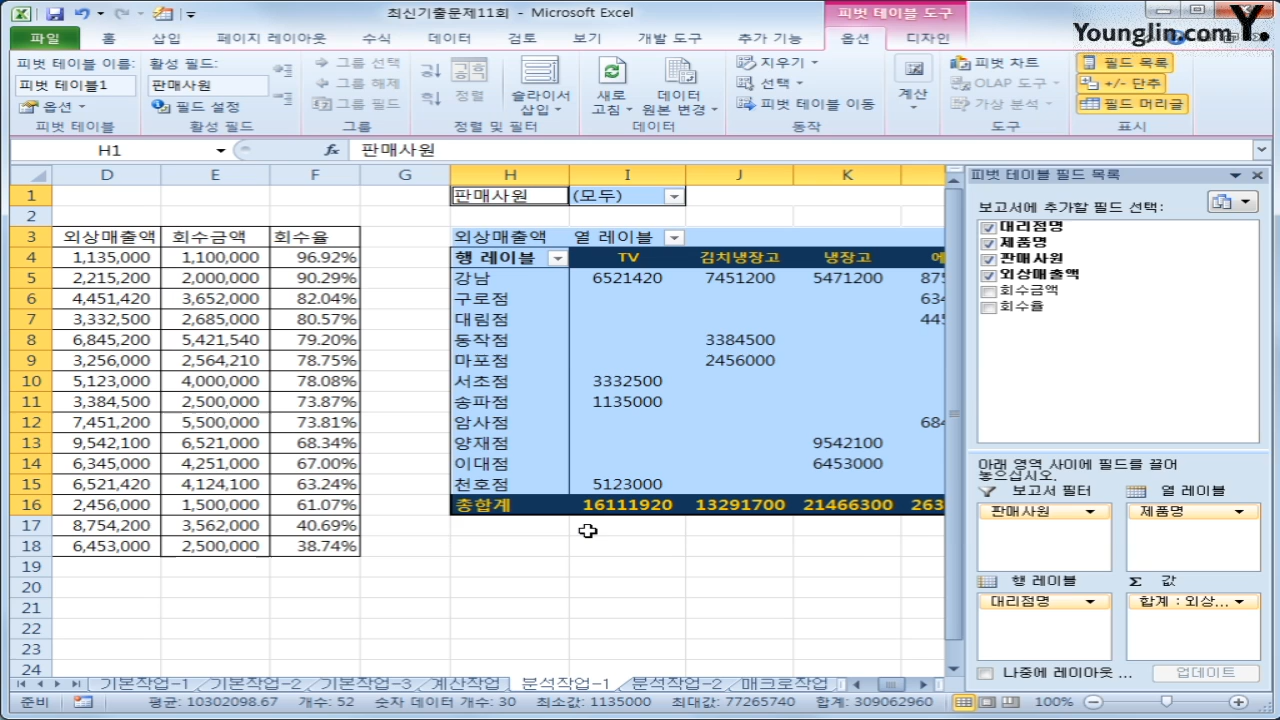 최신기출문제11회 - Microsoft Excel
피벗 테이블 도구
Younglin.com Y.
파일 홈 삽입 페이지 레이아웃 수식 데이터 검토 보기 개발 도구 추가 기능 옵션 디자인
피벗 테이블 이름: 활성 필드: 그룹 선택 지우기 피벗 차트 필드 목록
피벗 테이블1 판매사원 그룹 해제 선택 OLAP 도구 +/- 단추
옵션 필드 설정 그룹 필드 피벗 테이블 이동 가상 분석 필드 머리글
공학 정렬 슬라이서 삽입 새로 고침 데이터 원본 변경 계산
피벗 테이블 활성 필드 그룹 정렬 및 필터 데이터 동작 도구 표시
H1 fx 판매사원
D E F G H I J K
1 판매사원 (모두)
2
3 외상매출액 회수금액 회수율 외상매출액 열 레이블
4 1,135,000 1,100,000 96.92% 행 레이블 TV 김치냉장고 냉장고 에
5 2,215,200 2,000,000 90.29% 강남 6521420 7451200 5471200 875
6 4,451,420 3,652,000 82.04% 구로점 634
7 3,332,500 2,685,000 80.57% 대림점 445
8 6,845,200 5,421,540 79.20% 동작점 3384500
9 3,256,000 2,564,210 78.75% 마포점 2456000
10 5,123,000 4,000,000 78.08% 서초점 3332500
11 3,384,500 2,500,000 73.87% 송파점 1135000
12 7,451,200 5,500,000 73.81% 암사점 684
13 9,542,100 6,521,000 68.34% 양재점 9542100
14 6,345,000 4,251,000 67.00% 이대점 6453000
15 6,521,420 4,124,100 63.24% 천호점 5123000
16 2,456,000 1,500,000 61.07% 총합계 16111920 13291700 21466300 263
17 8,754,200 3,562,000 40.69%
18 6,453,000 2,500,000 38.74%
19
20
21
22
23
24
피벗 테이블 필드 목록
보고서에 추가할 필드 선택:
대리점명
제품명
판매사원
외상매출액
회수금액
회수율
아래 영역 사이에 필드를 끌어
놓으십시오.
보고서 필터 열 레이블
판매사원 제품명
행 레이블 Σ 값
대리점명 합계 : 외상...
나중에 레이아웃 ... 업데이트
기본작업-1 기본작업-2 기본작업-3 계산작업 분석작업-1 분석작업-2 매크로작업
준비 평균: 1030209867 개수: 52 숫자 데이터 개수: 30 최소값: 1135000 최대값: 77265740 합계: 309062960 100%